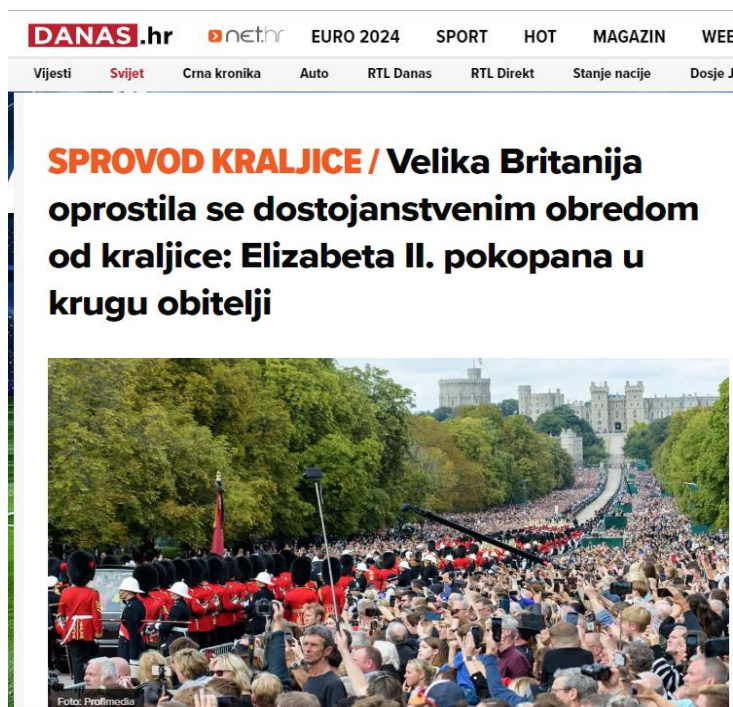 DANAS.hr net.hr EURO 2024 SPORT HOT MAGAZIN
Vijesti Svijet Crna kronika Auto RTL Danas RTL Direkt Stanje nacije Dosje
SPROVOD KRALJICE / Velika Britanija
oprostila se dostojanstvenim obredom
od kraljice: Elizabeta II. pokopana u
krugu obitelji
Foto: Profimedia